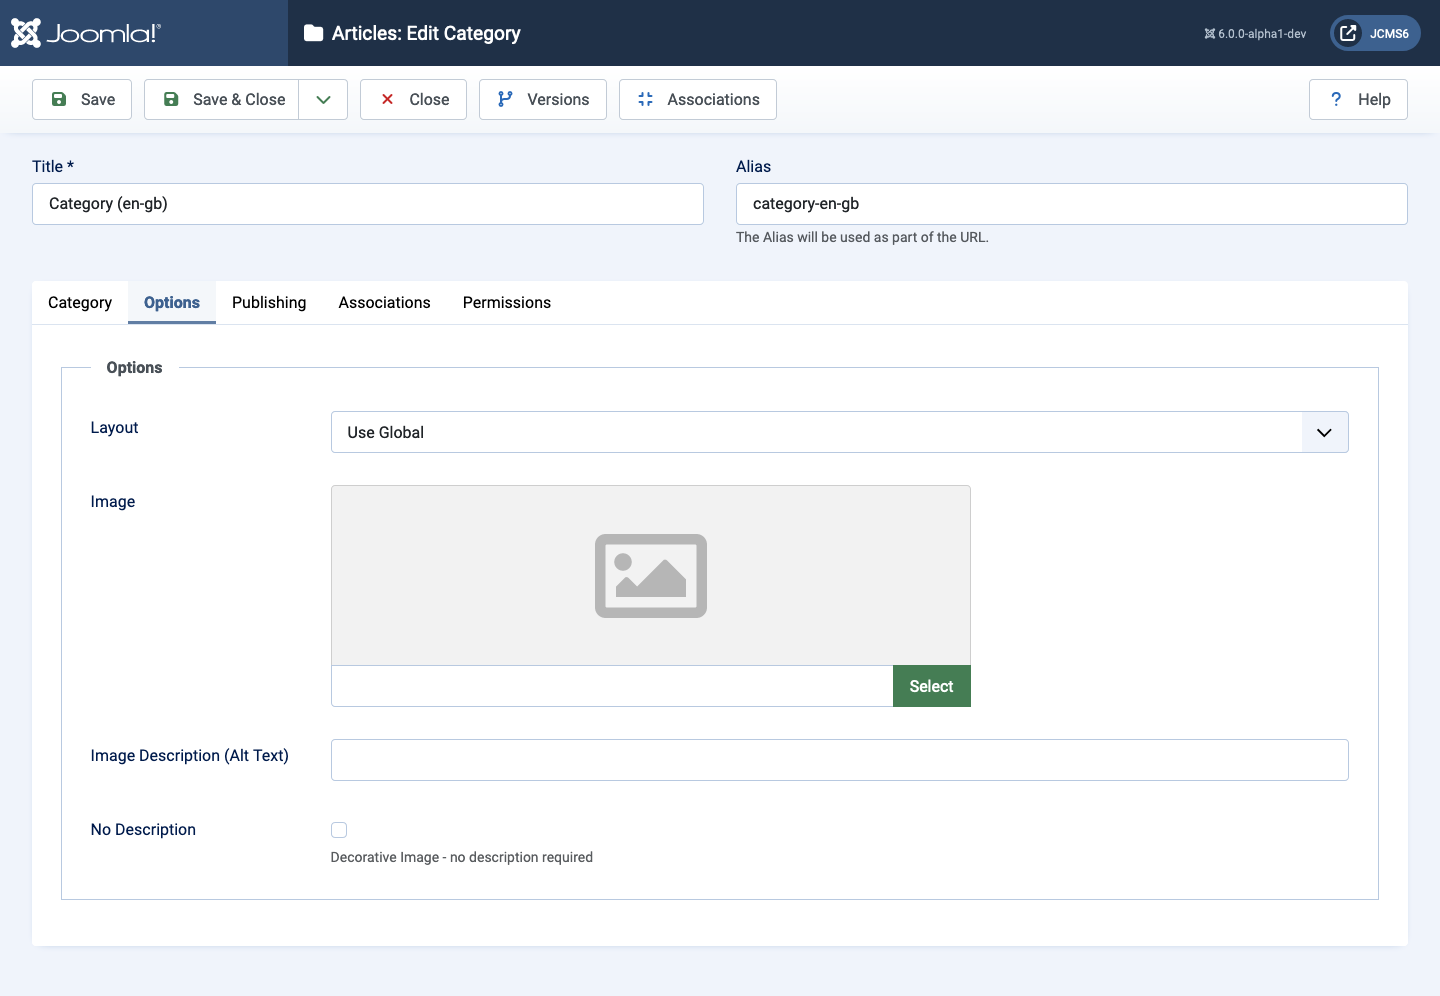 Joomla!® Articles: Edit Category 6.0.0-alpha1-dev JCMS6
Save Save & Close Close Versions Associations Help
Title * Alias
Category (en-gb) category-en-gb
The Alias will be used as part of the URL.
Category Options Publishing Associations Permissions
Options
Layout Use Global
Image
Select
Image Description (Alt Text)
No Description
Decorative Image - no description required